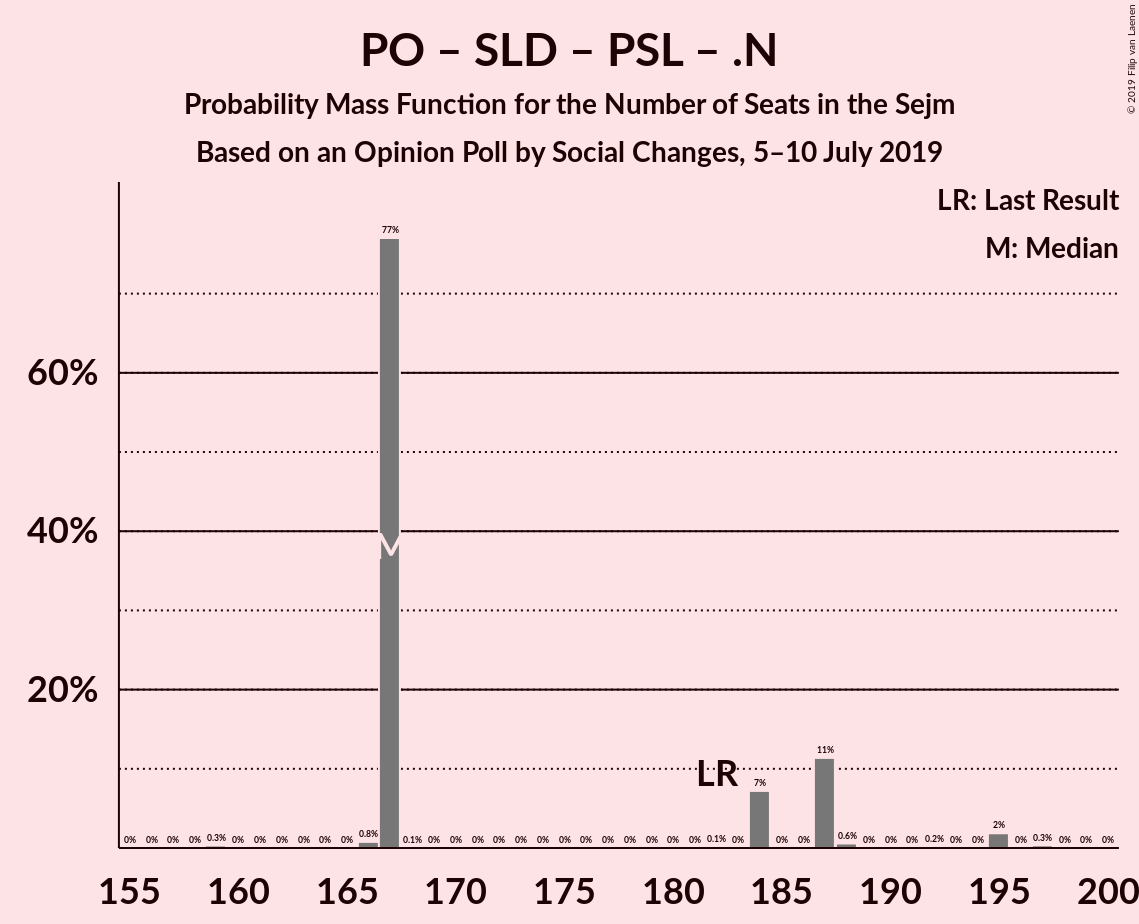 PO – SLD – PSL – .N
Probability Mass Function for the Number of Seats in the Sejm
Based on an Opinion Poll by Social Changes, 5–10 July 2019
© 2019 Filip van Laenen
LR: Last Result
M: Median
77%
60%
40%
M
20%
LR
0% 0% 0% 0% 0.3% 0% 0% 0% 0% 0% 0% 0.8% 0.1% 0% 0% 0% 0% 0% 0% 0% 0% 0% 0% 0% 0% 0% 0.1% 0% 7% 0% 0% 11% 0.6% 0% 0% 0% 0.2% 0% 0% 2% 0% 0.3% 0% 0% 0%
155 160 165 170 175 180 185 190 195 200